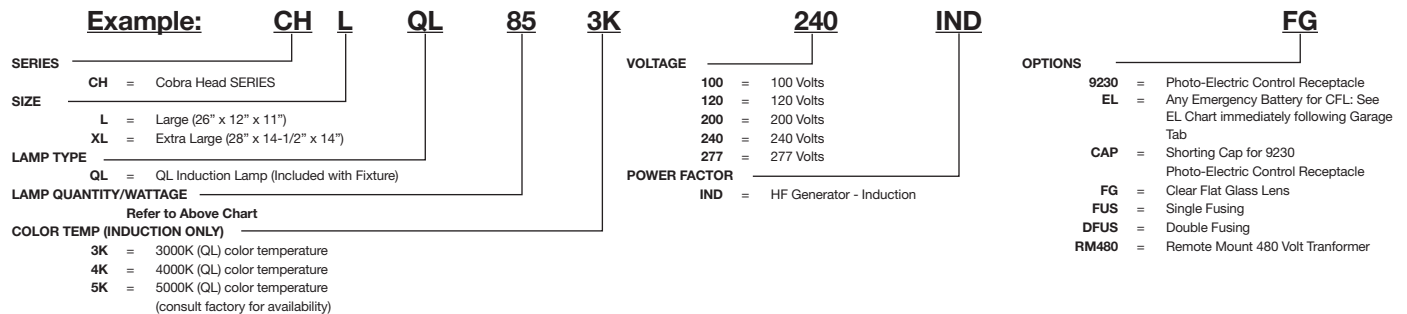 Example: CH L QL 85 3K 240 IND FG
SERIES
CH = Cobra Head SERIES
SIZE
L = Large (26" x 12" x 11")
XL = Extra Large (28" x 14-1/2" x 14")
LAMP TYPE
QL = QL Induction Lamp (Included with Fixture)
LAMP QUANTITY/WATTAGE
Refer to Above Chart
COLOR TEMP (INDUCTION ONLY)
3K = 3000K (QL) color temperature
4K = 4000K (QL) color temperature
5K = 5000K (QL) color temperature
(consult factory for availability)
VOLTAGE
100 = 100 Volts
120 = 120 Volts
200 = 200 Volts
240 = 240 Volts
277 = 277 Volts
POWER FACTOR
IND = HF Generator - Induction
OPTIONS
9230 = Photo-Electric Control Receptacle
EL = Any Emergency Battery for CFL: See
EL Chart immediately following Garage
Tab
CAP = Shorting Cap for 9230
Photo-Electric Control Receptacle
FG = Clear Flat Glass Lens
FUS = Single Fusing
DFUS = Double Fusing
RM480 = Remote Mount 480 Volt Tranformer